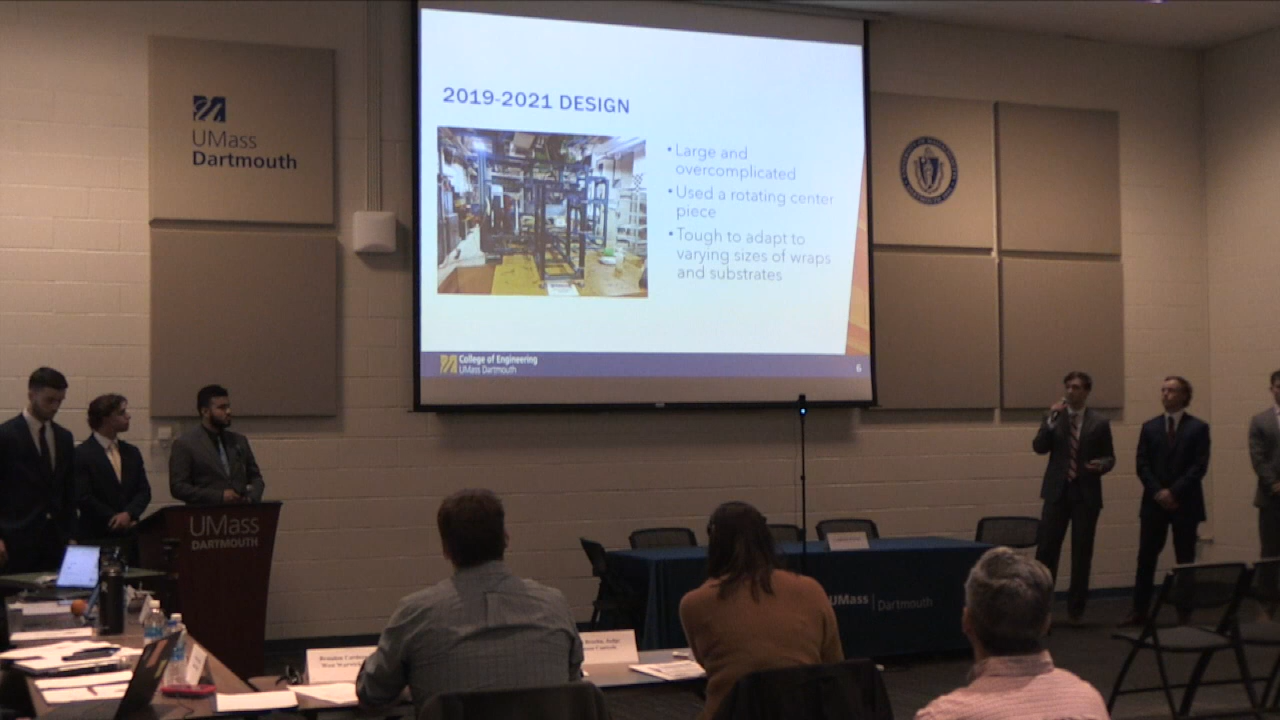 UMass
Dartmouth
2019-2021 DESIGN
•Large and
overcomplicated
•Used a rotating center
piece
•Tough to adapt to
varying sizes of wraps
and substrates
College of Engineering
UMass Dartmouth
6
UMass
DARTMOUTH
UMass | Dartmouth